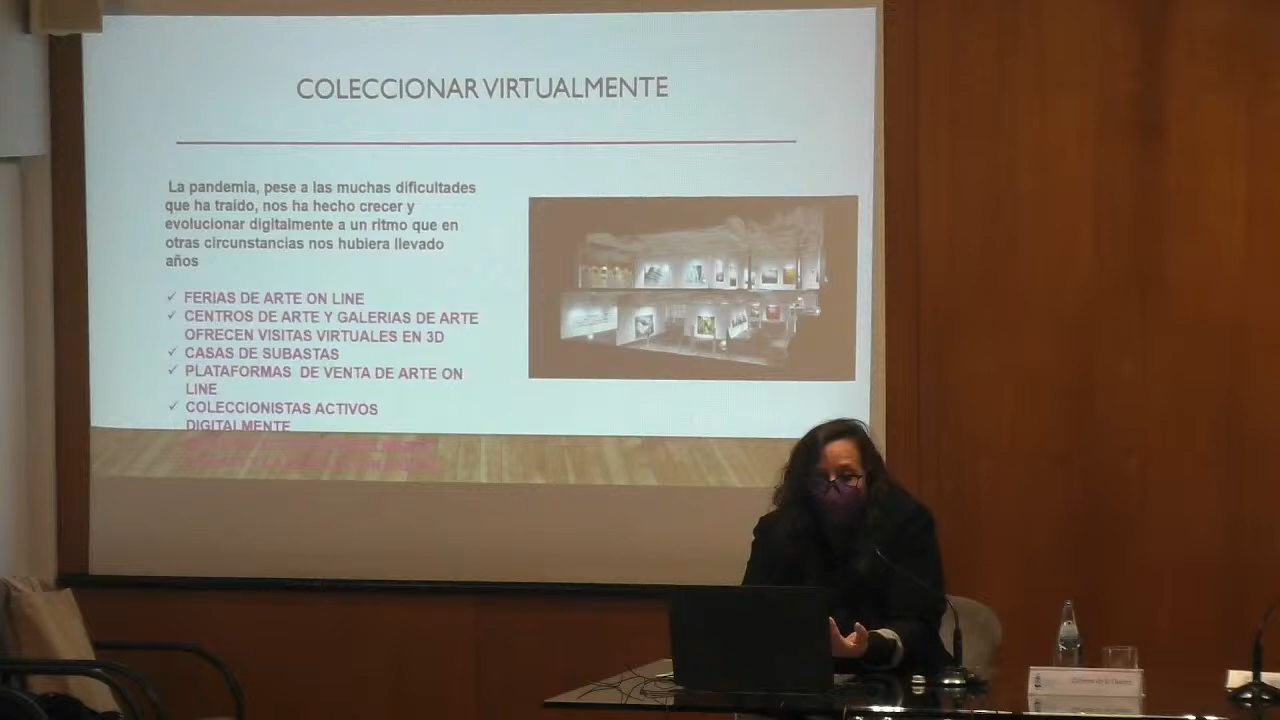 COLECCIONAR VIRTUALMENTE
La pandemia, pese a las muchas dificultades
que ha traído, nos ha hecho crecer y
evolucionar digitalmente a un ritmo que en
otras circunstancias nos hubiera llevado
años
✓ FERIAS DE ARTE ON LINE
✓ CENTROS DE ARTE Y GALERIAS DE ARTE
OFRECEN VISITAS VIRTUALES EN 3D
✓ CASAS DE SUBASTAS
✓ PLATAFORMAS DE VENTA DE ARTE ON
LINE
✓ COLECCIONISTAS ACTIVOS
DIGITALMENTE